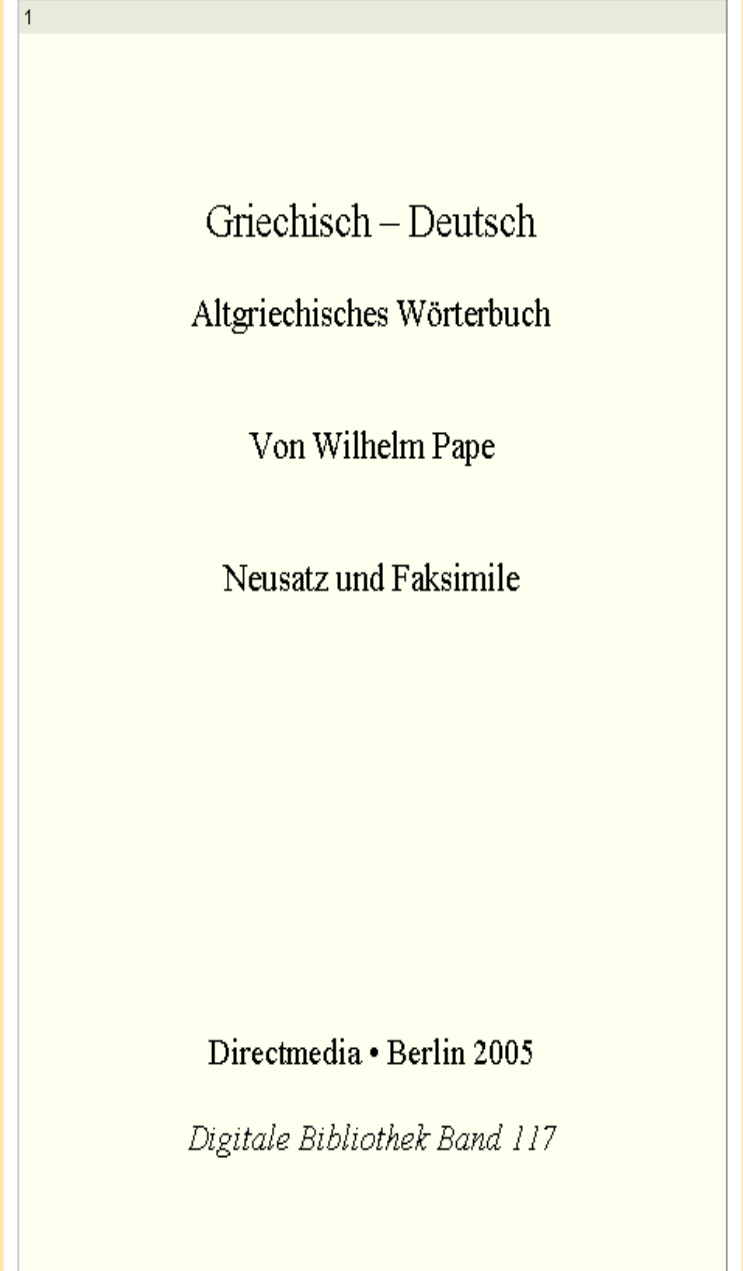 1
Griechisch – Deutsch
Altgriechisches Wörterbuch
Von Wilhelm Pape
Neusatz und Faksimile
Directmedia • Berlin 2005
Digitale Bibliothek Band 117